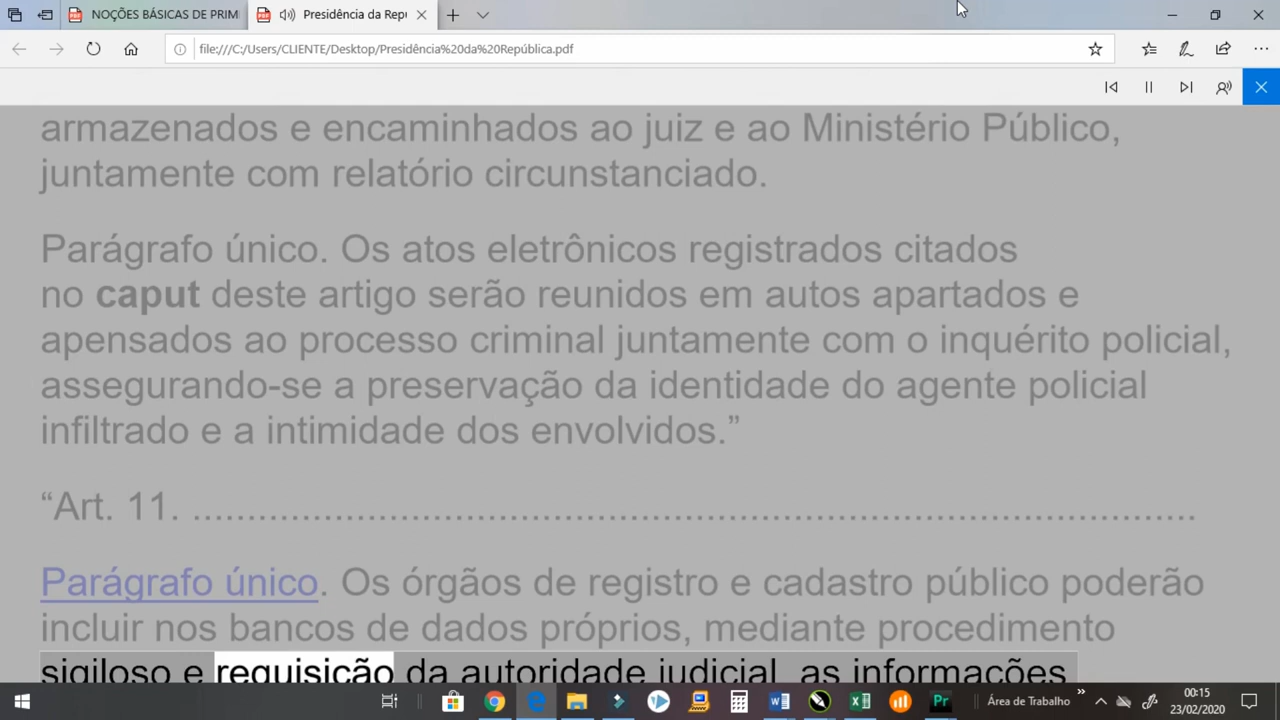 NOÇÕES BÁSICAS DE PRIM
Presidência da Repú
file:///C:/Users/CLIENTE/Desktop/Presidência%20da%20República.pdf
armazenados e encaminhados ao juiz e ao Ministério Público,
juntamente com relatório circunstanciado.
Parágrafo único. Os atos eletrônicos registrados citados
no caput deste artigo serão reunidos em autos apartados e
apensados ao processo criminal juntamente com o inquérito policial,
assegurando-se a preservação da identidade do agente policial
infiltrado e a intimidade dos envolvidos.”
“Art. 11. ..........................................................................
Parágrafo único. Os órgãos de registro e cadastro público poderão
incluir nos bancos de dados próprios, mediante procedimento
sigiloso e requisição da autoridade judicial, as informações
Área de Trabalho
00:15
23/02/2020